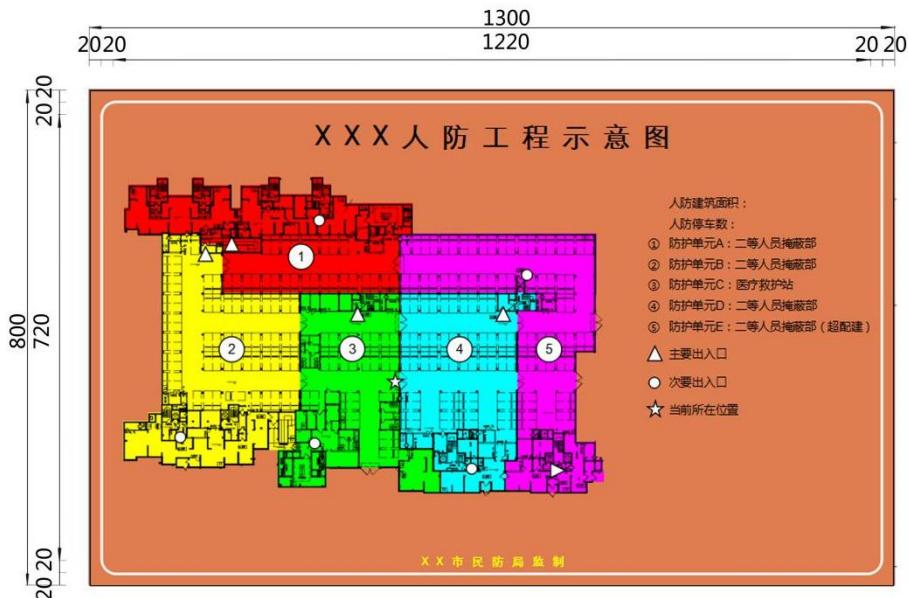 1300
2020
1220
20 20
20 20
800
720
20 20
XXX人防工程示意图
人防建筑面积：
人防停车数：
① 防护单元A：二等人员掩蔽部
② 防护单元B：二等人员掩蔽部
③ 防护单元C：医疗救护站
④ 防护单元D：二等人员掩蔽部
⑤ 防护单元E：二等人员掩蔽部（超配建）
主要出入口
次要出入口
当前所在位置
1
2
3
4
5
XX市民防局监制